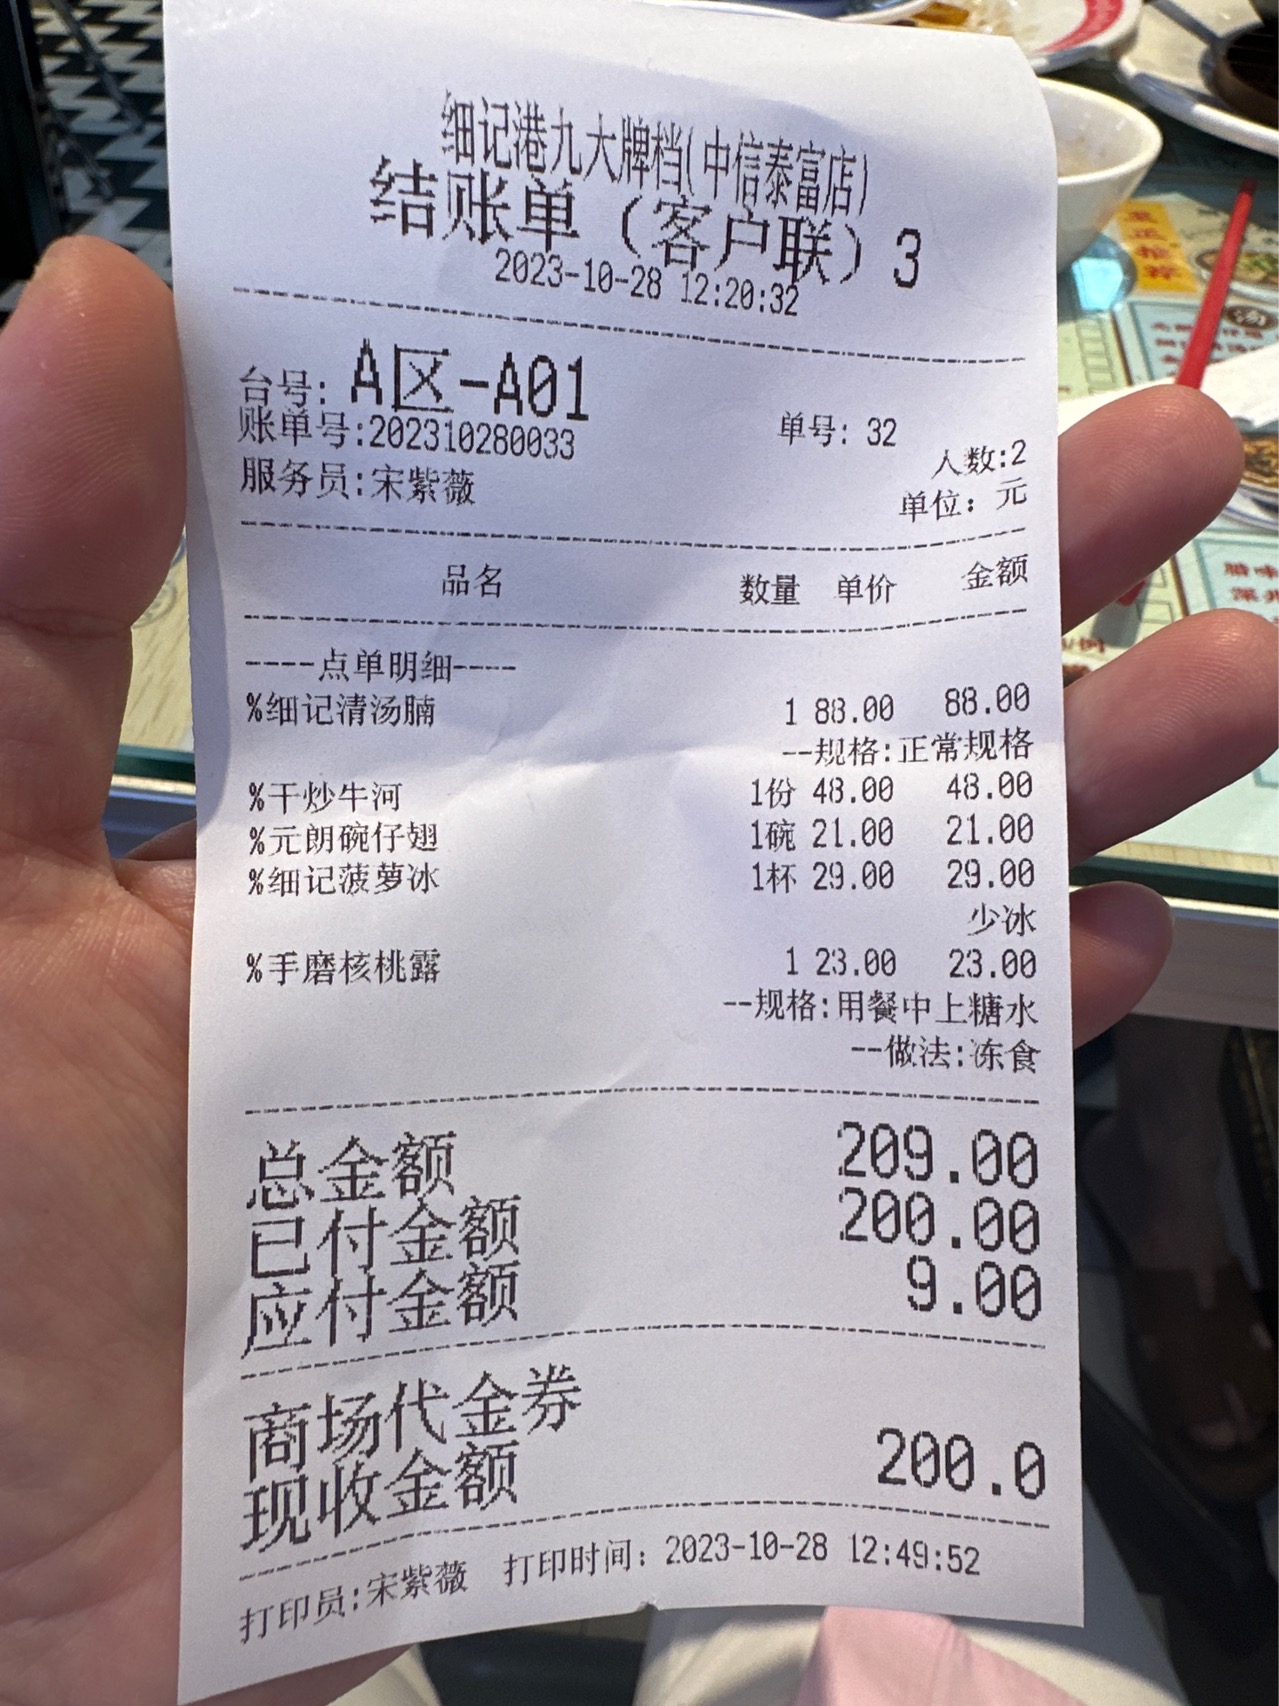 细记港九大牌档(中信泰富店)
结账单（客户联）3
2023-10-28 12:20:32
台号: A区-A01
账单号:202310280033 单号: 32
人数:2
服务员:宋紫薇
单位: 元
品名 数量 单价 金额
----点单明细----
%细记清汤腩 1 88.00 88.00
--规格:正常规格
%干炒牛河 1份 48.00 48.00
%元朗碗仔翅 1碗 21.00 21.00
%细记菠萝冰 1杯 29.00 29.00
少冰
%手磨核桃露 1 23.00 23.00
--规格:用餐中上糖水
--做法:冻食
总金额 209.00
已付金额 200.00
应付金额 9.00
商场代金券
现收金额 200.0
打印员:宋紫薇 打印时间: 2023-10-28 12:49:52
至正推荐
汤
腊味